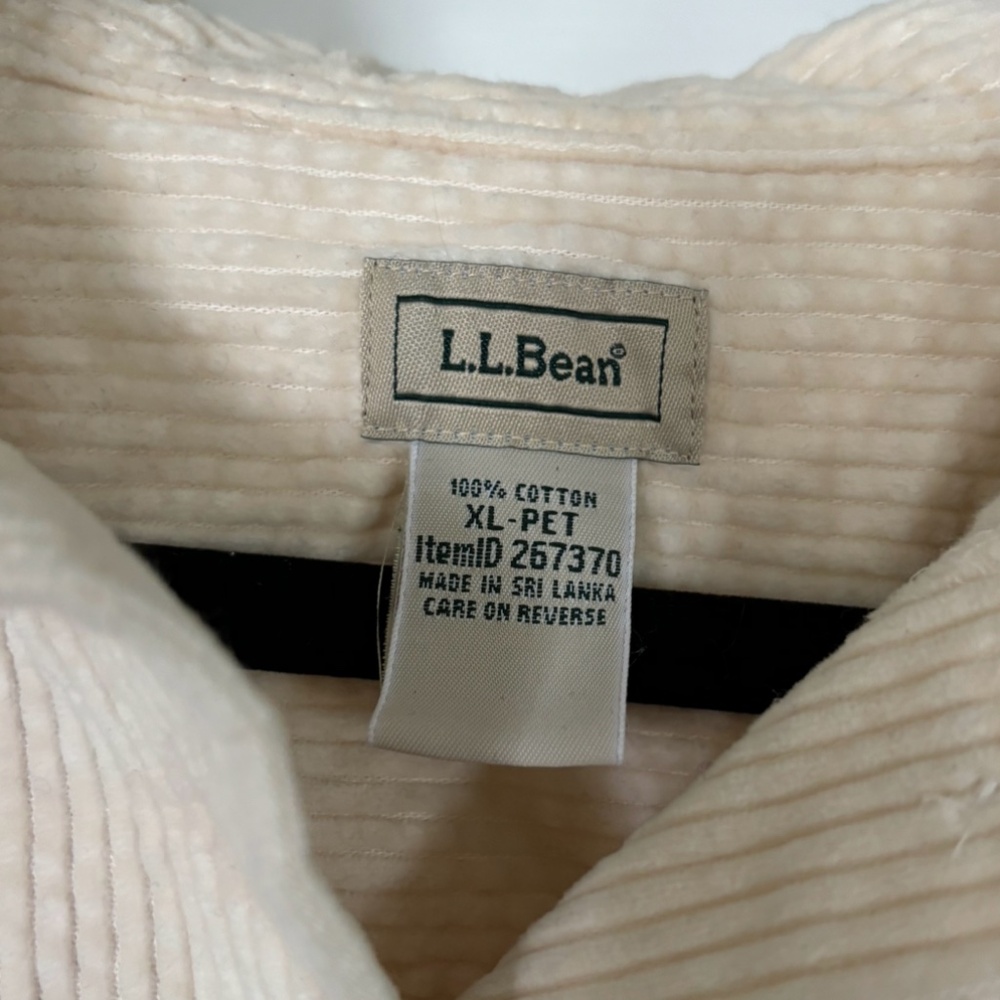 L.L.Bean®
100% COTTON
XL-PET
ItemID 267370
MADE IN SRI LANKA
CARE ON REVERSE